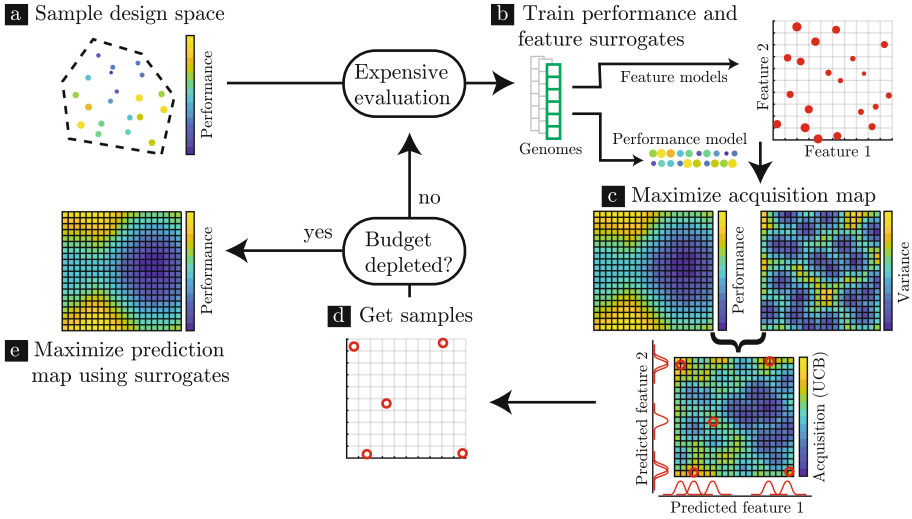 a Sample design space
Performance
Expensive
evaluation
b Train performance and
feature surrogates
Genomes
Feature models
Performance model
Feature 2
Feature 1
c Maximize acquisition map
Performance
Variance
Acquisition (UCB)
Predicted feature 2
Predicted feature 1
d Get samples
Budget
depleted?
no
yes
Performance
e Maximize prediction
map using surrogates